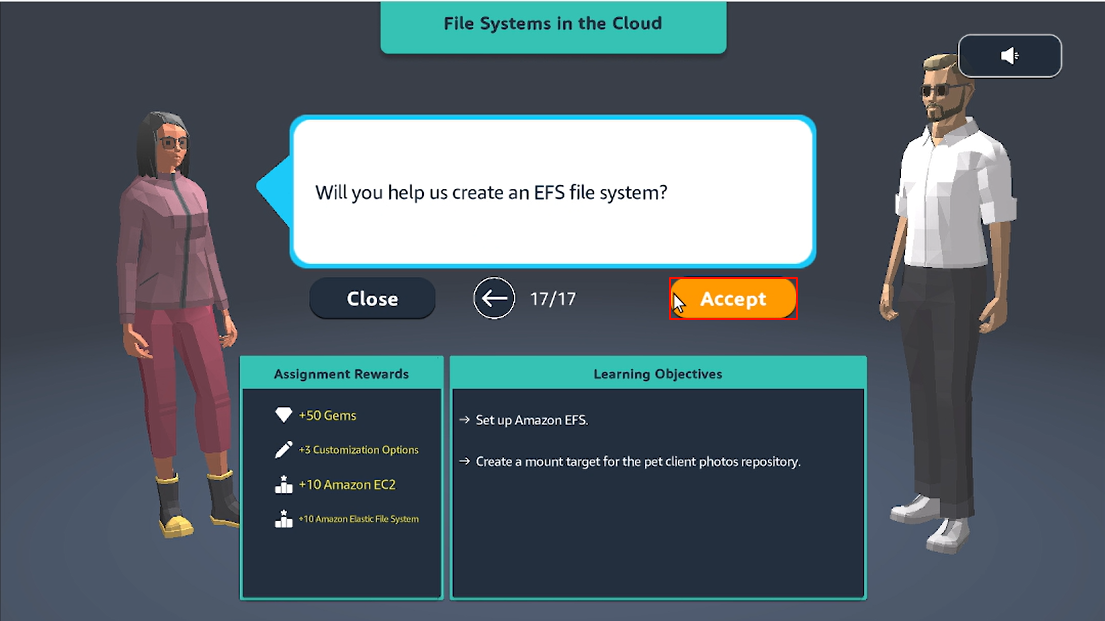 File Systems in the Cloud
Will you help us create an EFS file system?
Close
17/17
Accept
Assignment Rewards
+50 Gems
+3 Customization Options
+10 Amazon EC2
+10 Amazon Elastic File System
Learning Objectives
→ Set up Amazon EFS.
→ Create a mount target for the pet client photos repository.